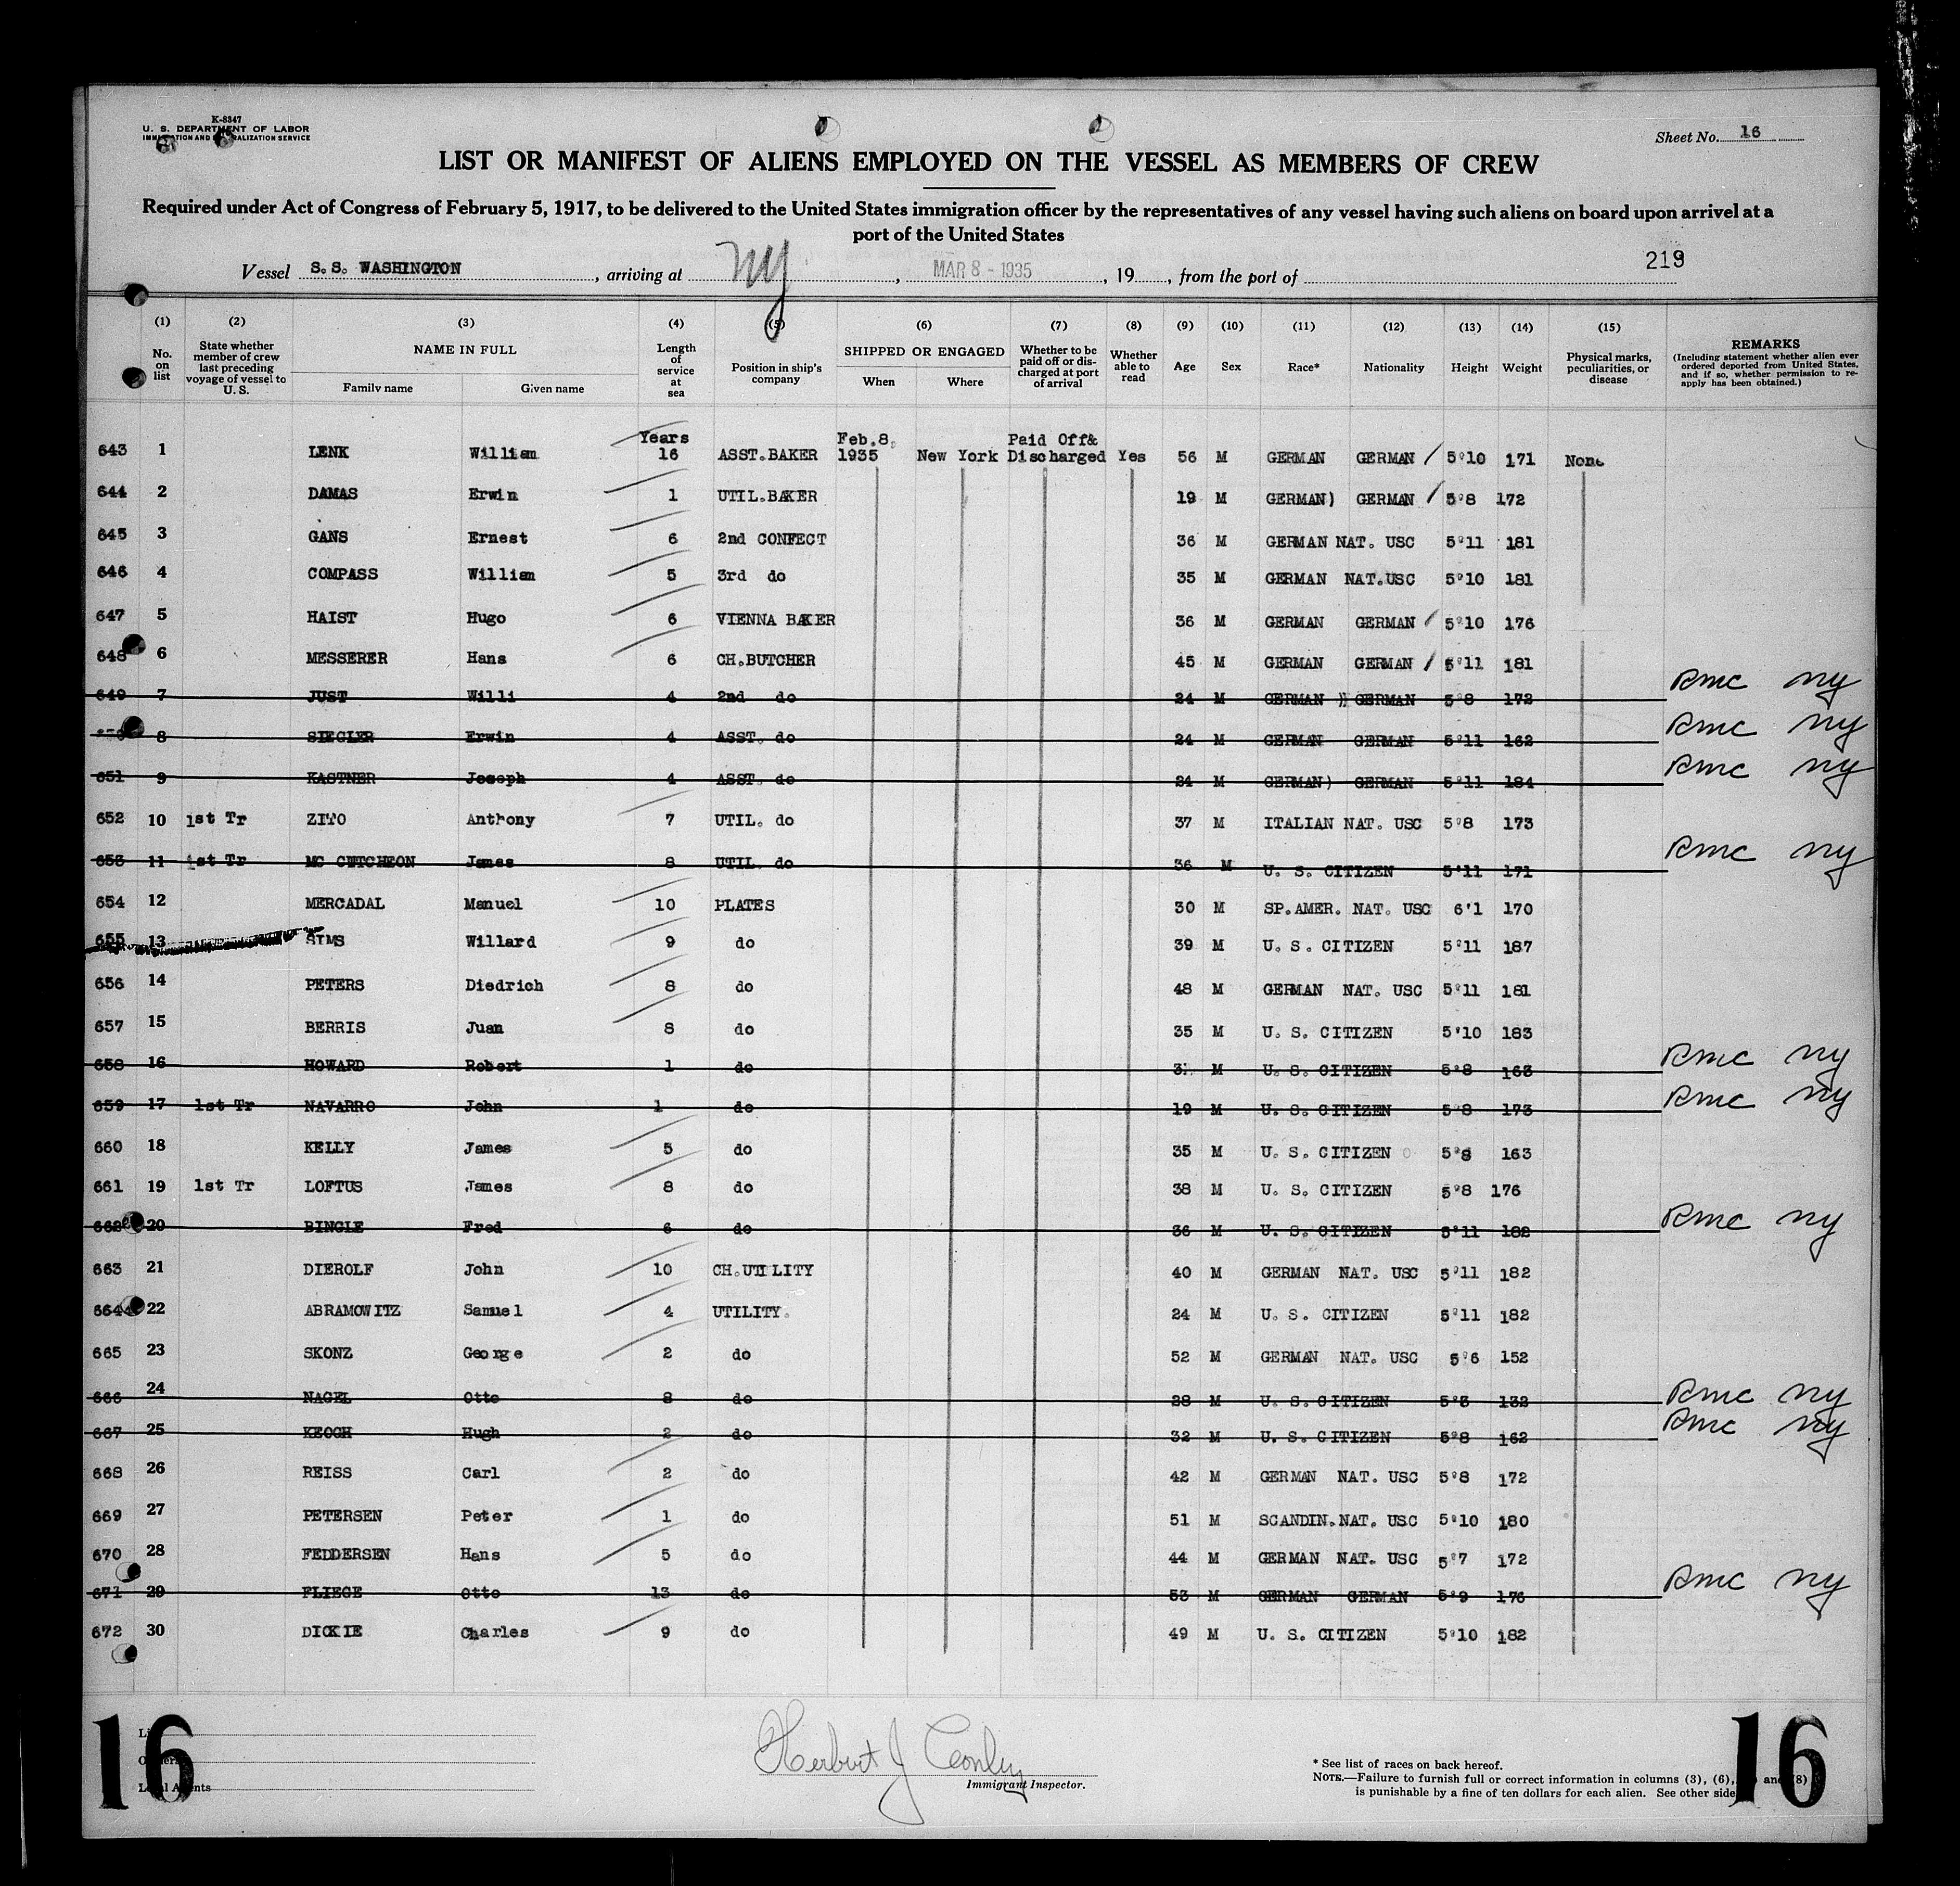 K-8347
U. S. DEPARTMENT OF LABOR
Sheet No. 16
LIST OR MANIFEST OF ALIENS EMPLOYED ON THE VESSEL AS MEMBERS OF CREW
Required under Act of Congress of February 5, 1917, to be delivered to the United States immigration officer by the representatives of any vessel having such aliens on board upon arrival at a
port of the United States
219
Vessel S.S. WASHINGTON, arriving at NY, MAR 8 - 1935, 19, from the port of
(1) (2) (3) (4) (5) (6) (7) (8) (9) (10) (11) (12) (13) (14) (15)
No. on list State whether member of crew last preceding voyage of vessel to U. S. NAME IN FULL Family name Given name Length of service at sea Position in ship's company SHIPPED OR ENGAGED When Where Whether to be paid off or discharged at port of arrival Whether able to read Age Sex Race* Nationality Height Weight Physical marks, peculiarities, or disease REMARKS (Including statement whether alien ever ordered deported from United States, and if so, whether permission to re-apply has been obtained.)
643 1 LENK William Years 16 ASST.BAKER Feb.8, 1935 New York Paid Off& Discharged Yes 56 M GERMAN GERMAN / 5'10 171 None
644 2 DAMAS Erwin 1 UTIL.BAKER 19 M GERMAN) GERMAN / 5'8 172
645 3 GANS Ernest 6 2nd CONFECT 36 M GERMAN NAT. USC 5'11 181
646 4 COMPASS William 5 3rd do 35 M GERMAN NAT.USC 5'10 181
647 5 HAIST Hugo 6 VIENNA BAKER 36 M GERMAN GERMAN / 5'10 176
648 6 MESSERER Hans 6 CH.BUTCHER 45 M GERMAN GERMAN / 5'11 181
649 7 JUST Willi 4 2nd do 24 M GERMAN )) GERMAN 5'8 172 Rmc NY
8 SIEGLER Erwin 4 ASST. do 24 M GERMAN GERMAN 5'11 162 Rmc NY
651 9 KASTNER Joseph 4 ASST. do 24 M GERMAN) GERMAN 5'11 184 Rmc NY
652 10 1st Tr ZITO Anthony 7 UTIL. do 37 M ITALIAN NAT. USC 5'8 173
653 11 1st Tr MC CUTCHEON James 8 UTIL. do 36 M U. S. CITIZEN 5'11 171 Rmc NY
654 12 MERCADAL Manuel 10 PLATES 30 M SP.AMER. NAT. USC 6'1 170
655 13 SIMS Willard 9 do 39 M U. S. CITIZEN 5'11 187
656 14 PETERS Diedrich 8 do 48 M GERMAN NAT. USC 5'11 181
657 15 BERRIS Juan 8 do 35 M U. S. CITIZEN 5'10 183
658 16 HOWARD Robert 1 do M U. S. CITIZEN 5'8 163 Rmc NY
659 17 1st Tr NAVARRO John 1 do 19 M U. S. CITIZEN 5'8 173 Rmc NY
660 18 KELLY James 5 do 35 M U. S. CITIZEN 5'8 163
661 19 1st Tr LOFTUS James 8 do 38 M U. S. CITIZEN 5'8 176
662 20 BINGLE Fred 6 do 36 M U. S. CITIZEN 5'11 182 Rmc NY
663 21 DIEROLF John 10 CH.UTILITY 40 M GERMAN NAT. USC 5'11 182
664 22 ABRAMOWITZ Samuel 4 UTILITY. 24 M U. S. CITIZEN 5'11 182
665 23 SKONZ George 2 do 52 M GERMAN NAT. USC 5'6 152
666 24 NAGEL Otto 8 do 28 M U. S. CITIZEN 5'3 132 Rmc NY
667 25 KEOGH Hugh 2 do 32 M U. S. CITIZEN 5'8 162 Rmc NY
668 26 REISS Carl 2 do 42 M GERMAN NAT. USC 5'8 172
669 27 PETERSEN Peter 1 do 51 M SCANDIN.NAT. USC 5'10 180
670 28 FEDDERSEN Hans 5 do 44 M GERMAN NAT. USC 5'7 172
671 29 FLIEGE Otto 13 do 53 M GERMAN GERMAN 5'9 176 Rmc NY
672 30 DICKIE Charles 9 do 49 M U. S. CITIZEN 5'10 182
16
Herbert J Conley
Immigrant Inspector.
* See list of races on back hereof.
NOTE.—Failure to furnish full or correct information in columns (3), (6), and (8)
is punishable by a fine of ten dollars for each alien. See other side
16